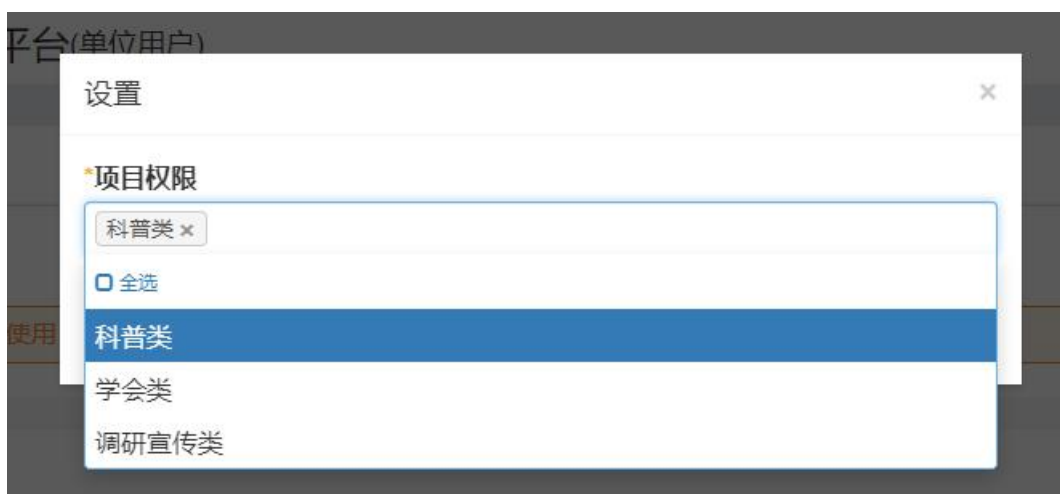 平台(单位用户)
设置
×
*项目权限
科普类 ×
全选
使用
科普类
学会类
调研宣传类